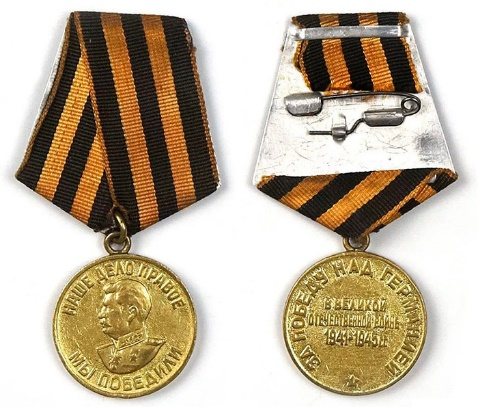 НАШЕ ДЕЛО ПРАВОЕ
МЫ ПОБЕДИЛИ
ЗА ПОБЕДУ НАД ГЕРМАНИЕЙ
В ВЕЛИКОЙ
ОТЕЧЕСТВЕННОЙ ВОЙНЕ
1941-1945 гг